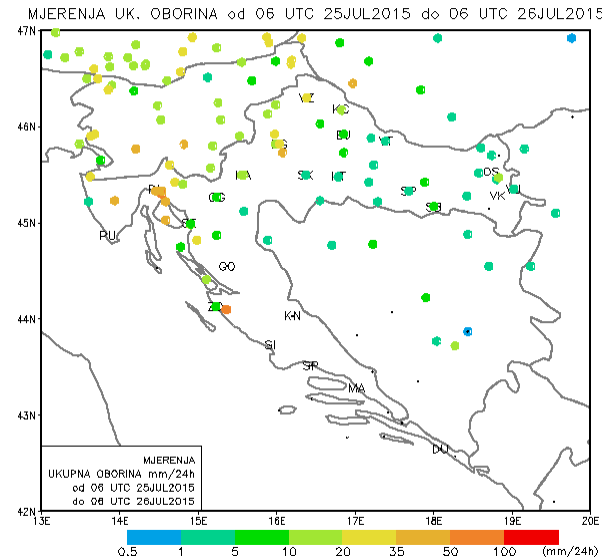 MJERENJA UK. OBORINA od 06 UTC 25JUL2015 do 06 UTC 26JUL2015
47N
VZ
KC
46N
BJ
VT
KA
SK
OS
SP
VK
VU
OG
SB
45N
PU
GO
44N
ZD
KN
SI
SP
MA
43N
DU
MJERENJA
UKUPNA OBORINA mm/24h
od 06 UTC 25JUL2015
do 06 UTC 26JUL2015
42N
13E 14E 15E 16E 17E 18E 19E 20E
0.5 1 5 10 20 35 50 100 (mm/24h)